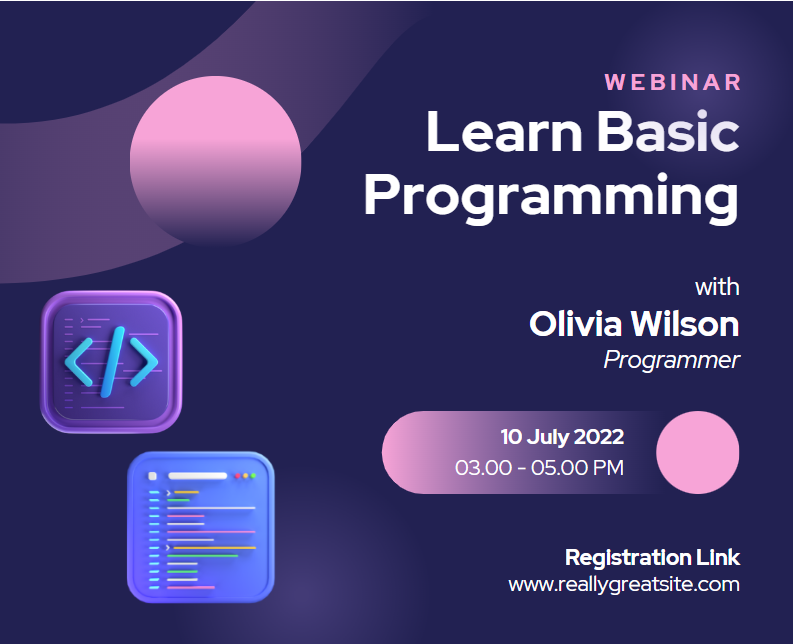 WEBINAR
Learn Basic
Programming
with
Olivia Wilson
Programmer
10 July 2022
03.00 - 05.00 PM
Registration Link
www.reallygreatsite.com